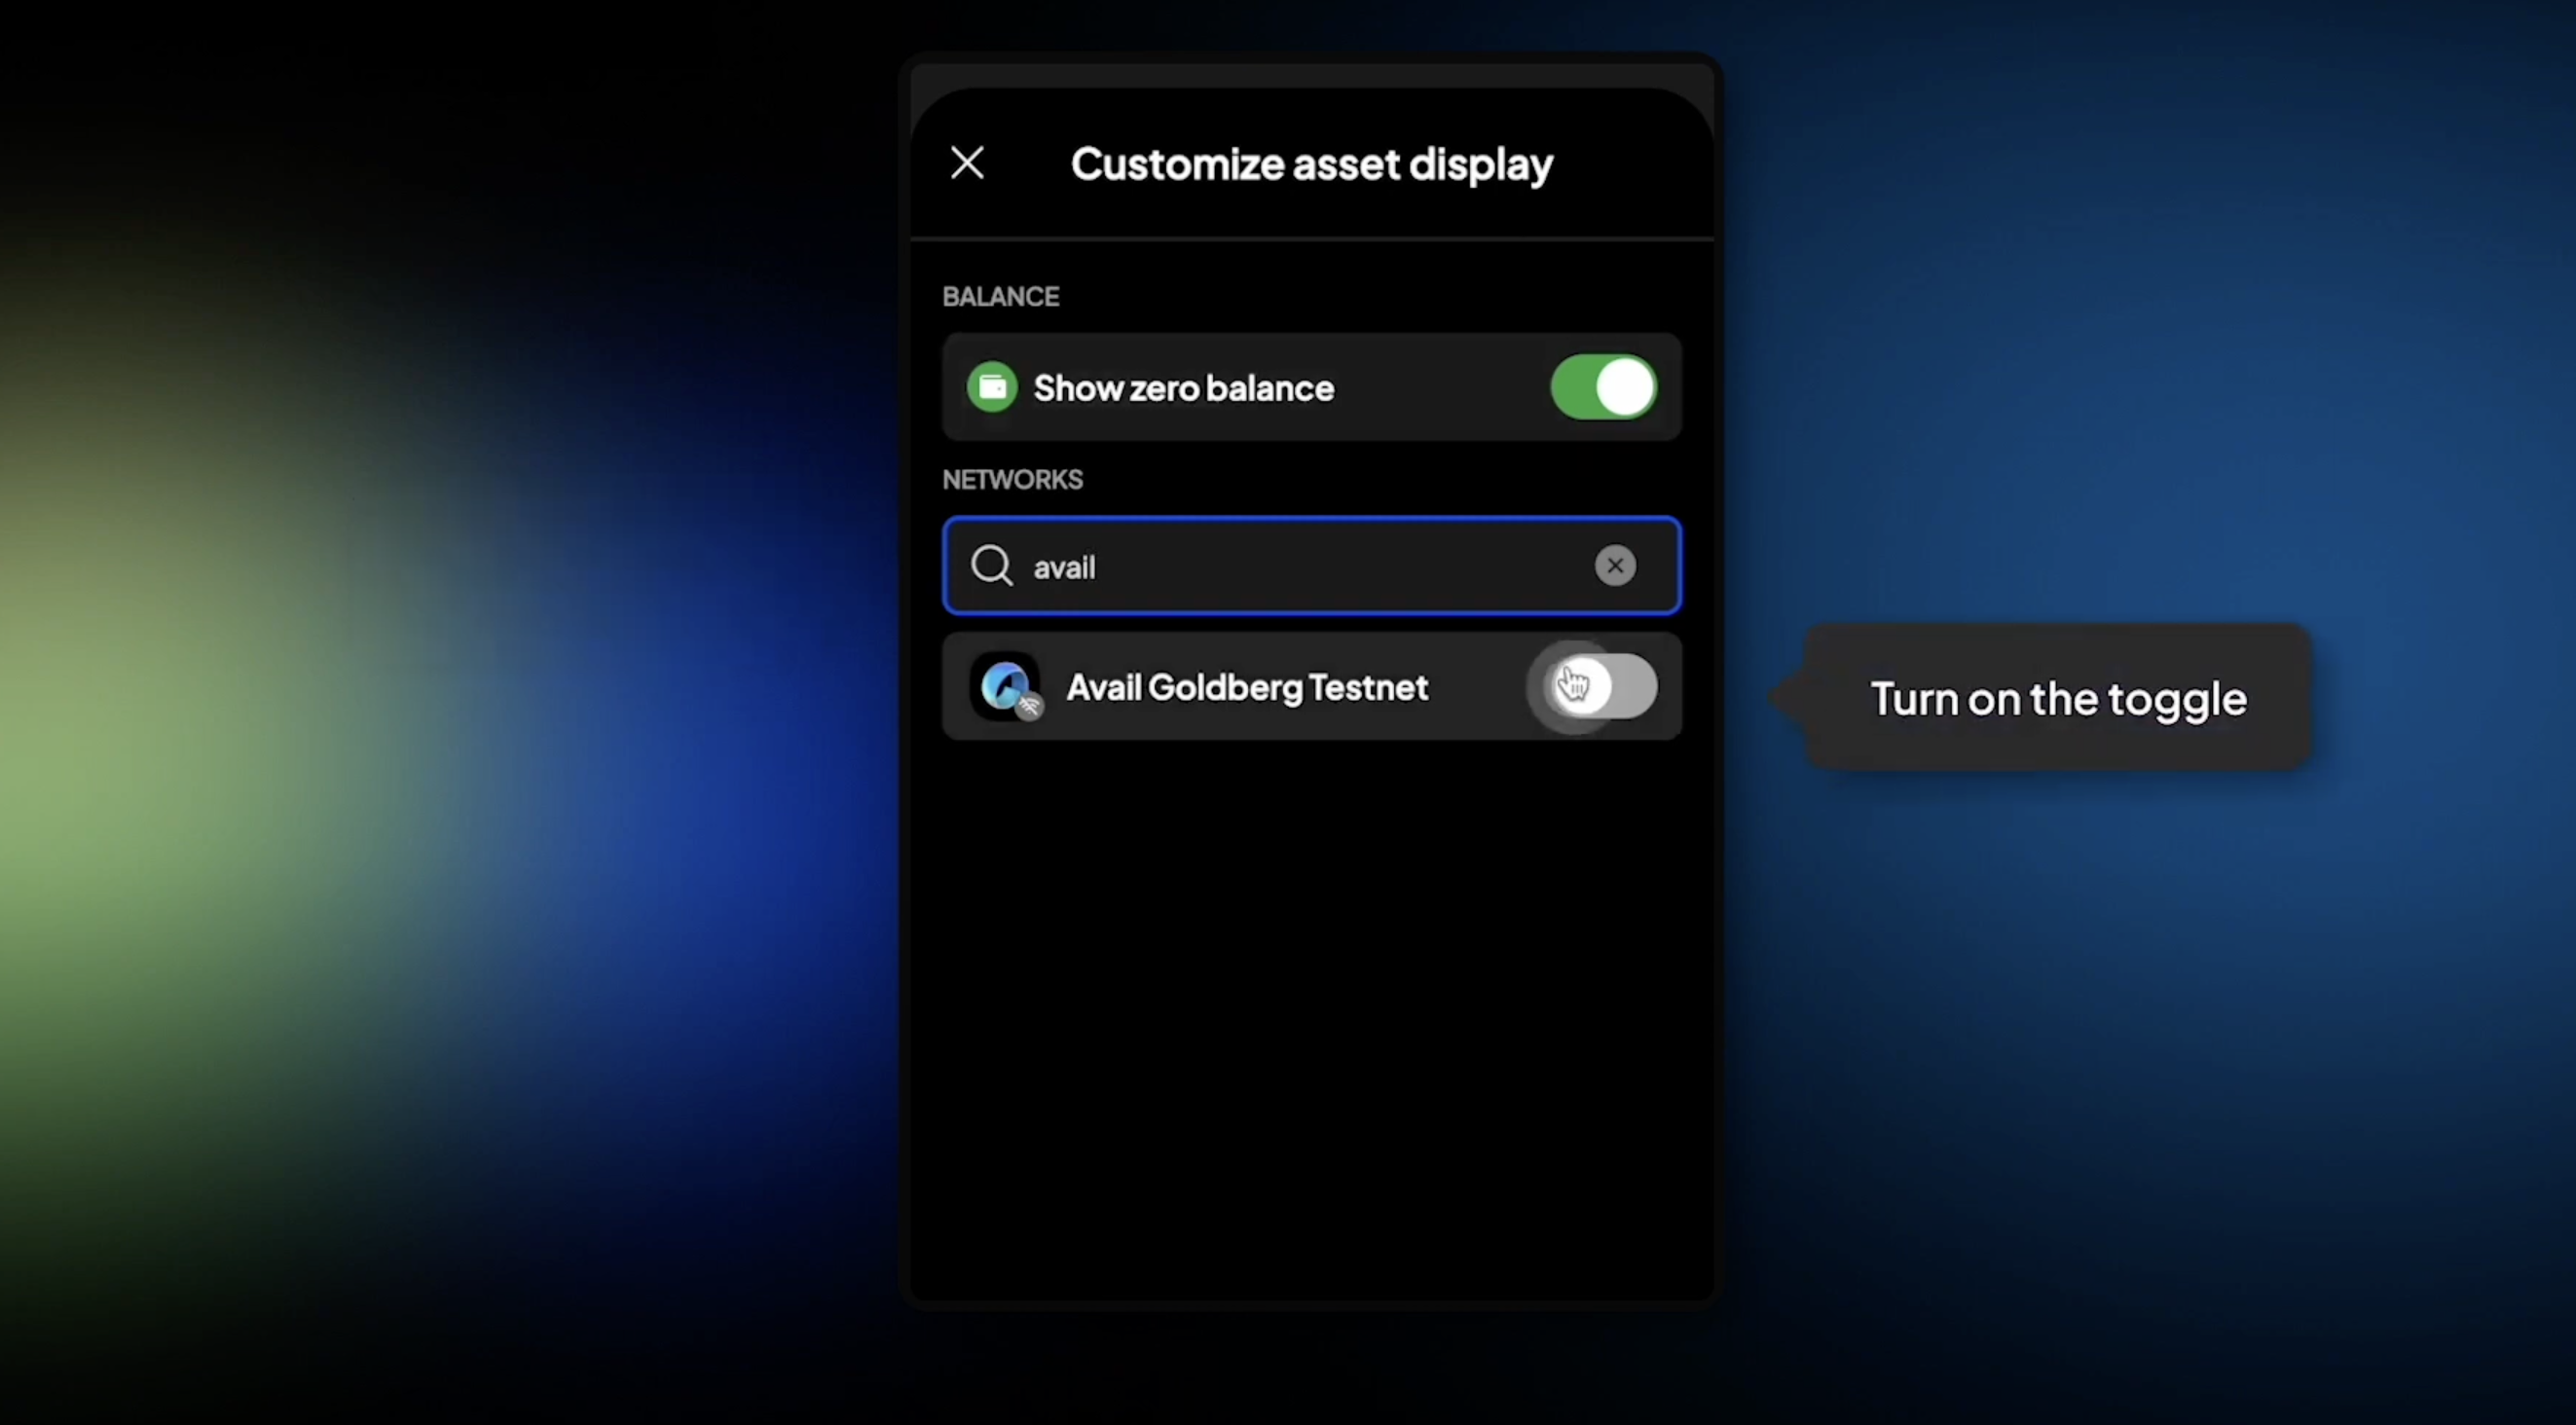 Customize asset display
BALANCE
Show zero balance
NETWORKS
avail
Avail Goldberg Testnet
Turn on the toggle